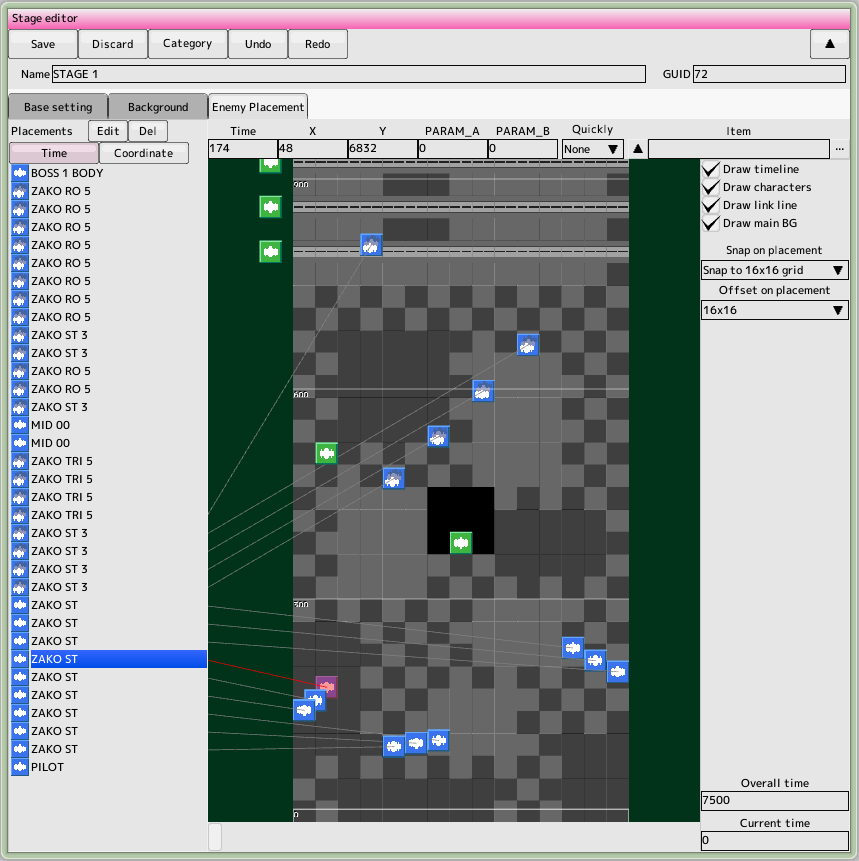 Stage editor
Save Discard Category Undo Redo ▲
Name STAGE 1 GUID 72
Base setting Background Enemy Placement
Placements Edit Del Time X Y PARAM_A PARAM_B Quickly Item
Time Coordinate 174 48 6832 0 0 None ▼ ▲ ...
BOSS 1 BODY
ZAKO RO 5
ZAKO RO 5
ZAKO RO 5
ZAKO RO 5
ZAKO RO 5
ZAKO RO 5
ZAKO RO 5
ZAKO RO 5
ZAKO ST 3
ZAKO ST 3
ZAKO RO 5
ZAKO RO 5
ZAKO ST 3
MID 00
MID 00
ZAKO TRI 5
ZAKO TRI 5
ZAKO TRI 5
ZAKO TRI 5
ZAKO ST 3
ZAKO ST 3
ZAKO ST 3
ZAKO ST 3
ZAKO ST
ZAKO ST
ZAKO ST
ZAKO ST
ZAKO ST
ZAKO ST
ZAKO ST
ZAKO ST
ZAKO ST
PILOT
900
600
300
0
Draw timeline
Draw characters
Draw link line
Draw main BG
Snap on placement
Snap to 16x16 grid ▼
Offset on placement
16x16 ▼
Overall time
7500
Current time
0